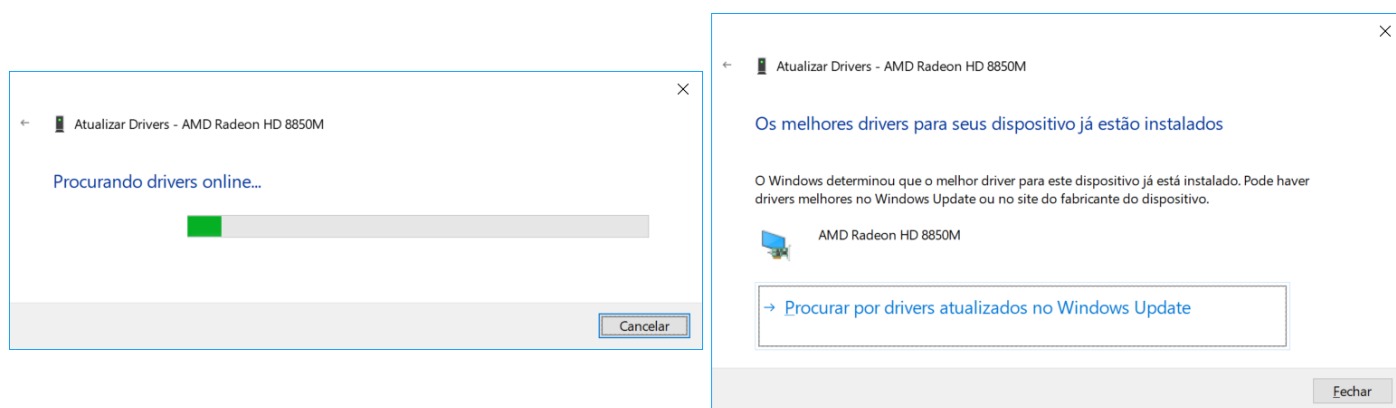 Atualizar Drivers - AMD Radeon HD 8850M
Procurando drivers online...
Cancelar
Atualizar Drivers - AMD Radeon HD 8850M
Os melhores drivers para seus dispositivo já estão instalados
O Windows determinou que o melhor driver para este dispositivo já está instalado. Pode haver
drivers melhores no Windows Update ou no site do fabricante do dispositivo.
AMD Radeon HD 8850M
Procurar por drivers atualizados no Windows Update
Fechar